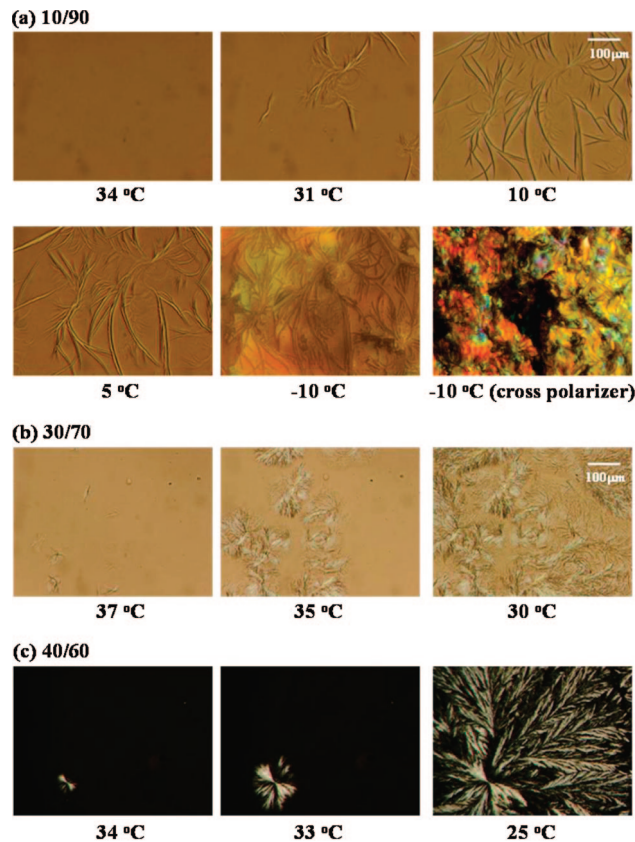 (a) 10/90
100μm
34 °C
31 °C
10 °C
5 °C
-10 °C
-10 °C (cross polarizer)
(b) 30/70
100μm
37 °C
35 °C
30 °C
(c) 40/60
34 °C
33 °C
25 °C